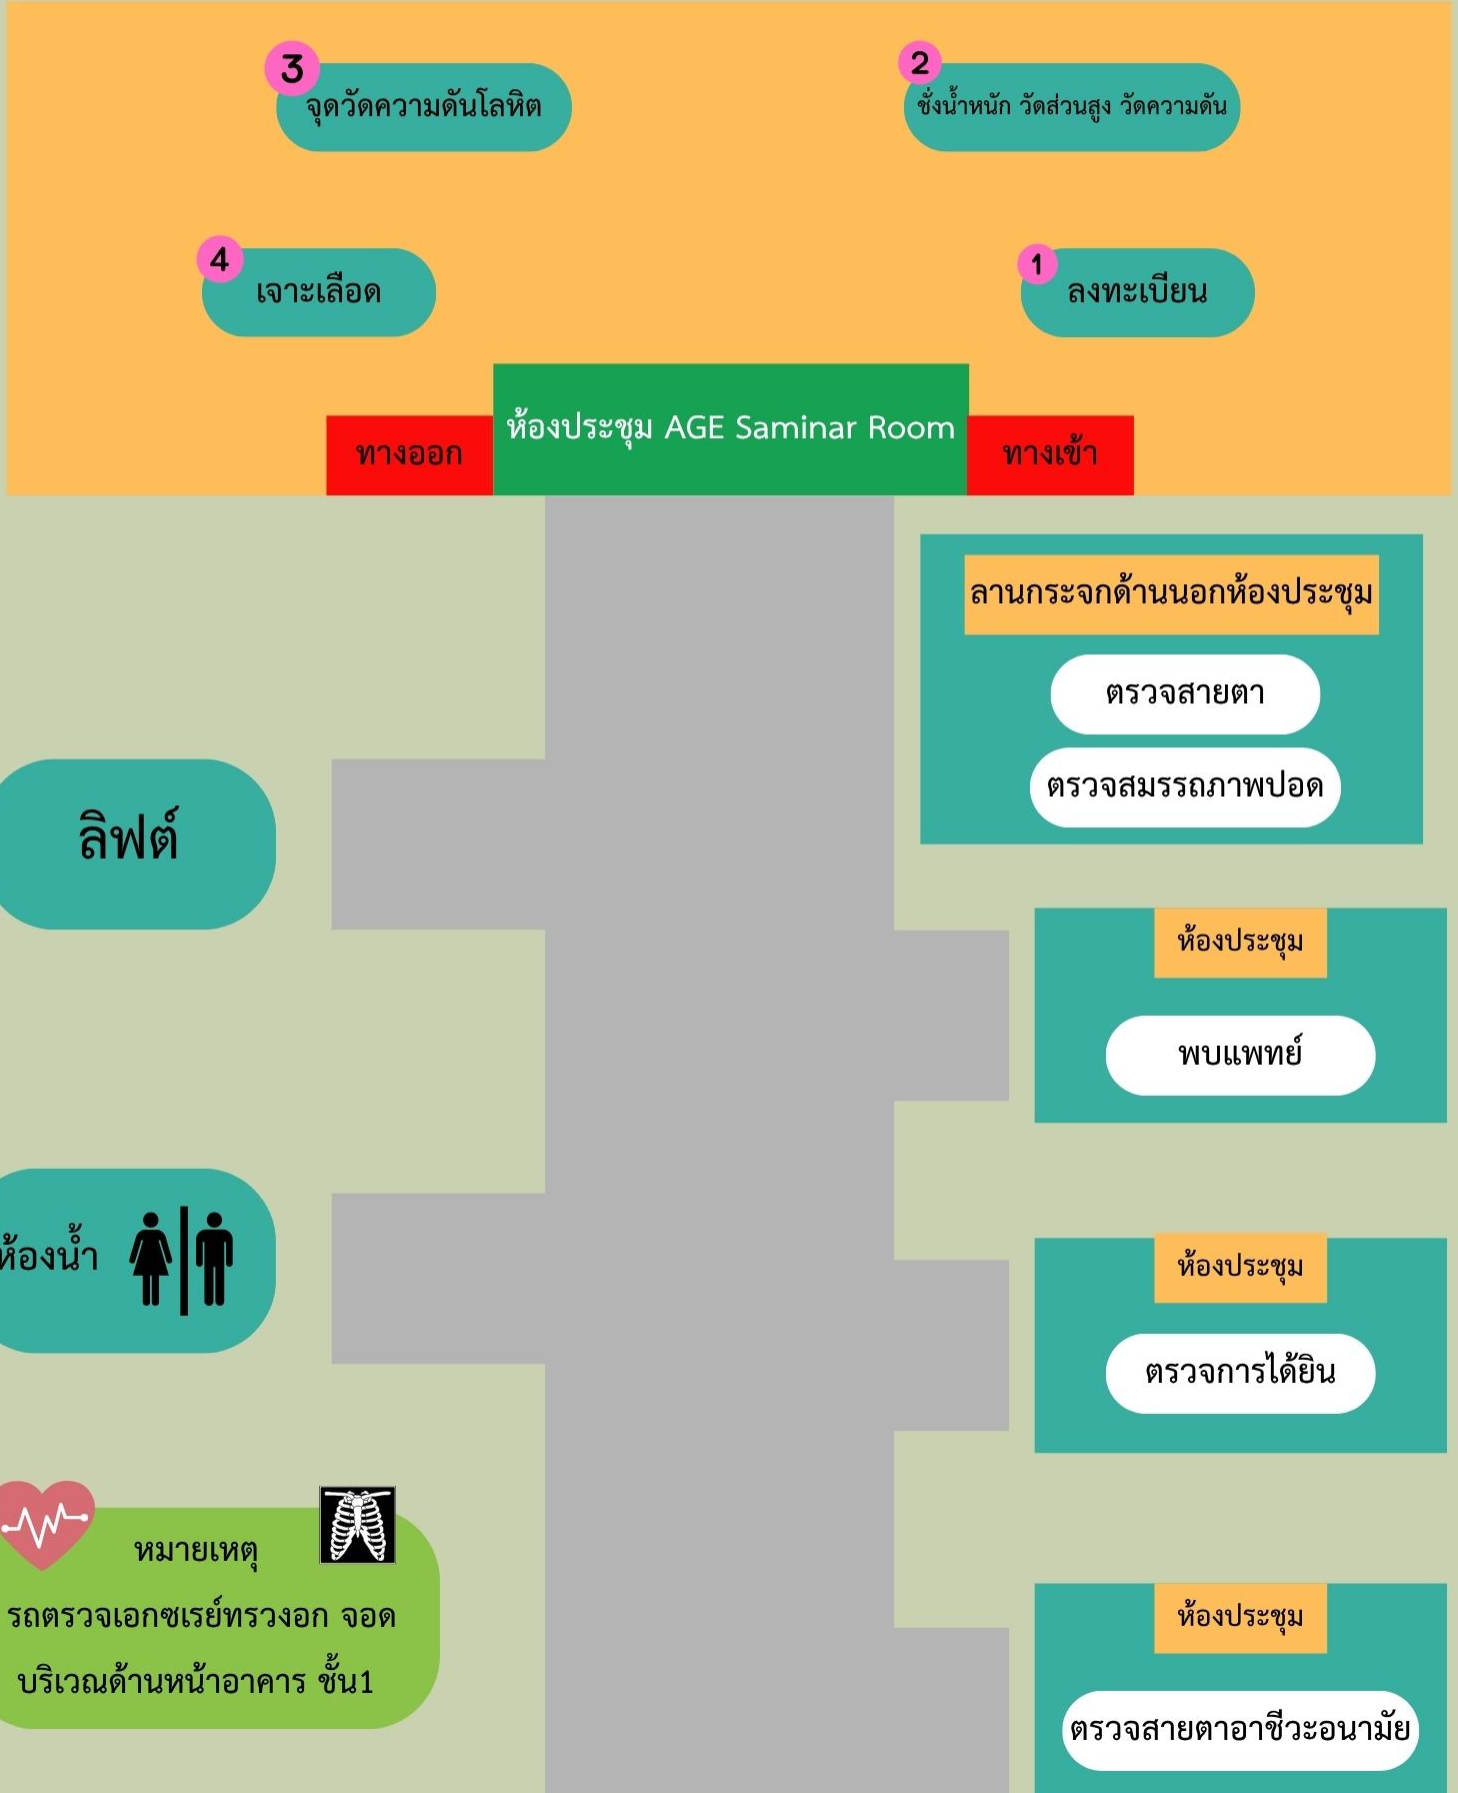 3
จุดวัดความดันโลหิต
2
ชั่งน้ำหนัก วัดส่วนสูง วัดความดัน
4
เจาะเลือด
1
ลงทะเบียน
ทางออก
ห้องประชุม AGE Saminar Room
ทางเข้า
ลานกระจกด้านนอกห้องประชุม
ตรวจสายตา
ตรวจสมรรถภาพปอด
ลิฟต์
ห้องประชุม
พบแพทย์
ห้องน้ำ
ห้องประชุม
ตรวจการได้ยิน
หมายเหตุ
รถตรวจเอกซเรย์ทรวงอก จอด
บริเวณด้านหน้าอาคาร ชั้น1
ห้องประชุม
ตรวจสายตาอาชีวะอนามัย